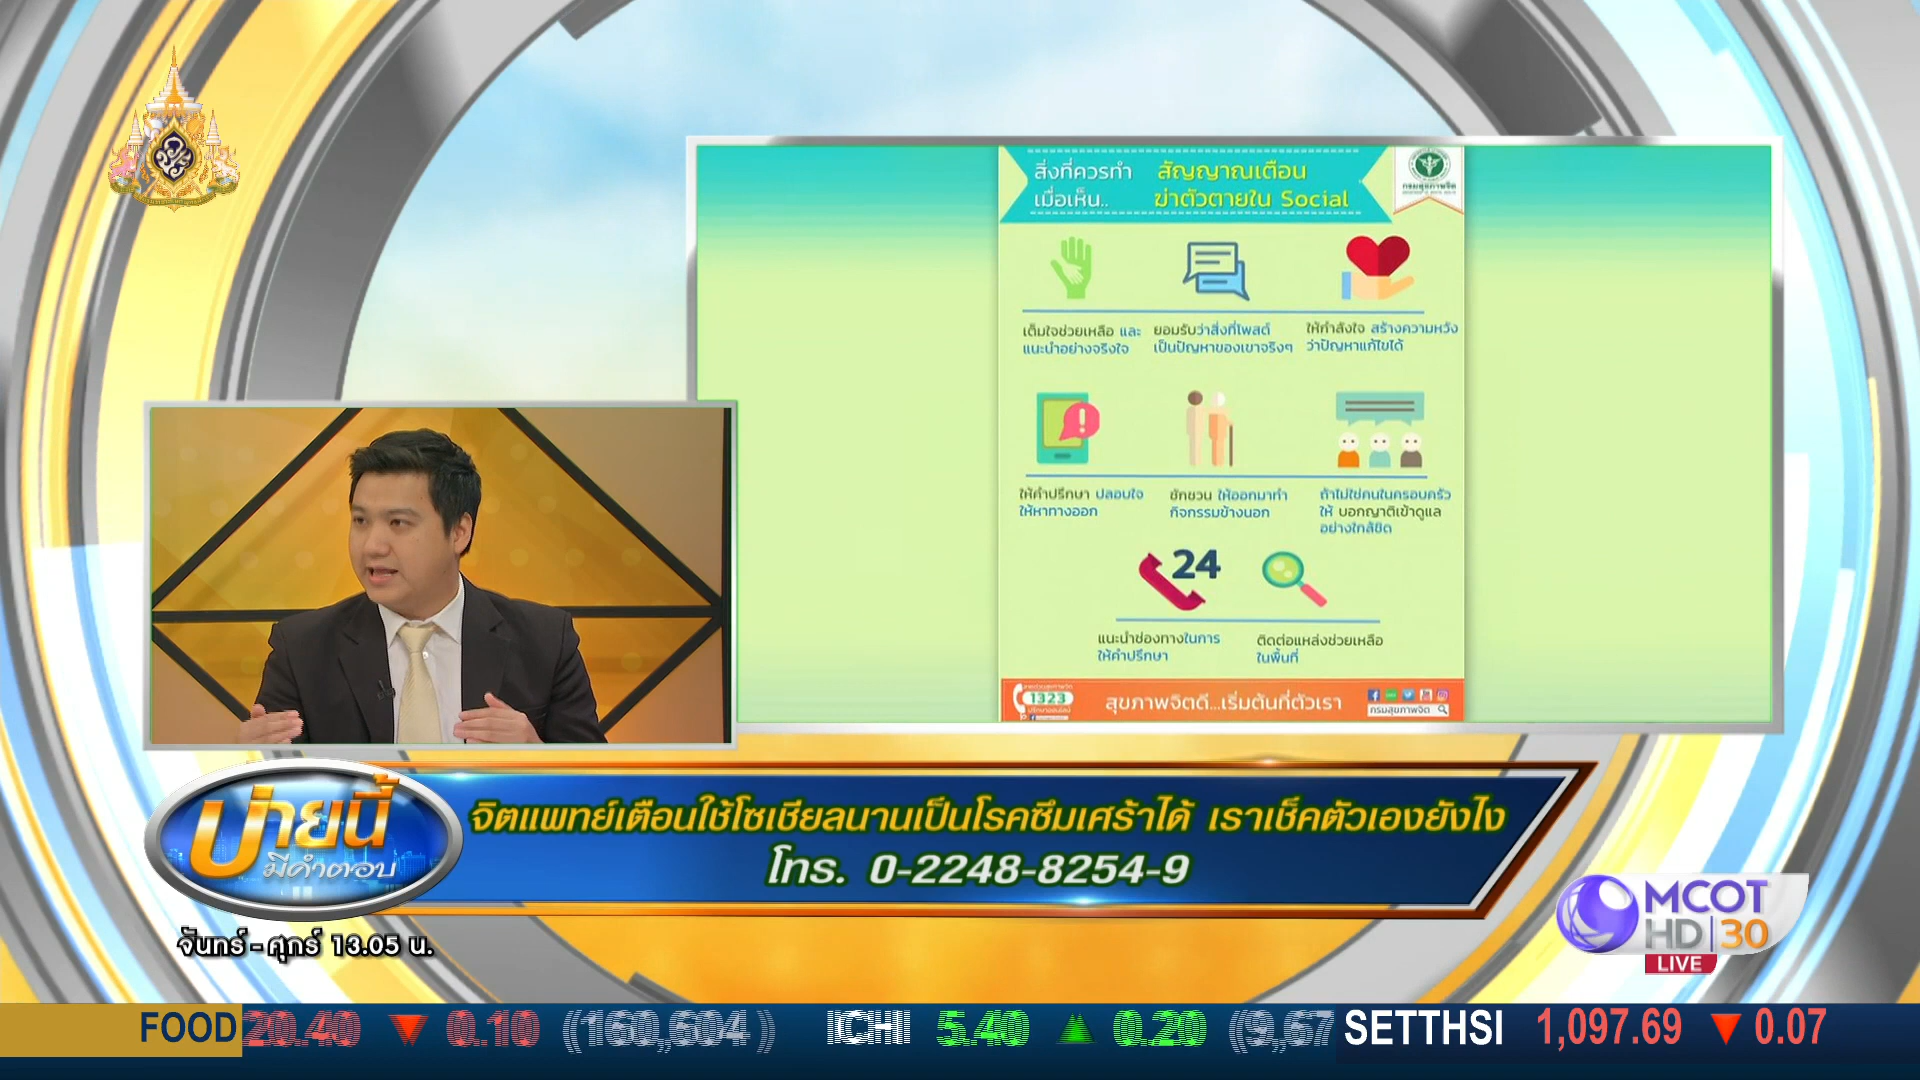 สิ่งที่ควรทำ
เมื่อเห็น..
สัญญาณเตือน
ฆ่าตัวตายใน Social
กรมสุขภาพจิต
เต็มใจช่วยเหลือ และ
แนะนำอย่างจริงใจ
ยอมรับว่าสิ่งที่โพสต์
เป็นปัญหาของเขาจริงๆ
ให้กำลังใจ สร้างความหวัง
ว่าปัญหาแก้ไขได้
ให้คำปรึกษา ปลอบใจ
ให้หาทางออก
ชักชวน ให้ออกมาทำ
กิจกรรมข้างนอก
ถ้าไม่ใช่คนในครอบครัว
ให้ บอกญาติเข้าดูแล
อย่างใกล้ชิด
24
แนะนำช่องทางในการ
ให้คำปรึกษา
ติดต่อแหล่งช่วยเหลือ
ในพื้นที่
1323
สุขภาพจิตดี...เริ่มต้นที่ตัวเรา
กรมสุขภาพจิต
บ่ายนี้
มีคำตอบ
จันทร์ - ศุกร์ 13.05 น.
จิตแพทย์เตือนใช้โซเชียลนานเป็นโรคซึมเศร้าได้ เราเช็คตัวเองยังไง
โทร. 0-2248-8254-9
MCOT
HD 30
LIVE
FOOD 20.40 ▼ 0.10 (160,604) ICHI 5.40 ▲ 0.20 (9,67 SETTHSI 1,097.69 ▼ 0.07